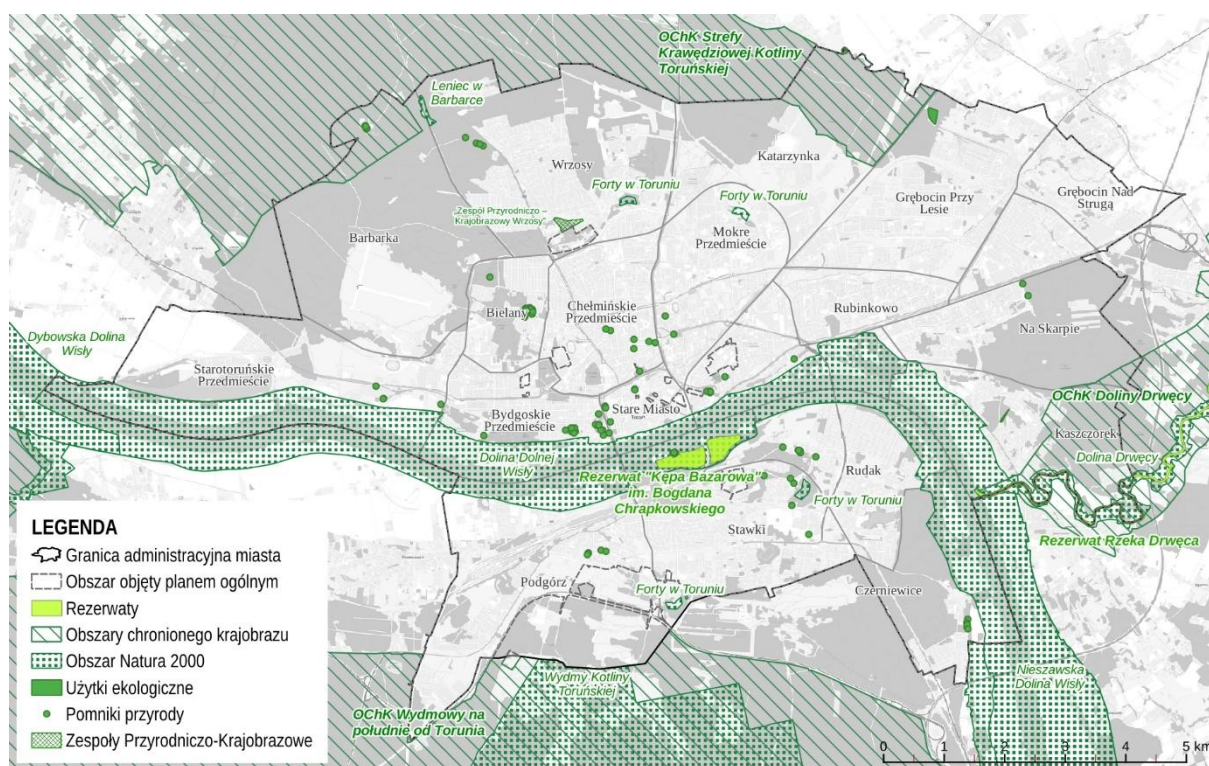 OChK Strefy
Krawędziowej Kotliny
Toruńskiej
Leniec w
Barbarce
Wrzosy
Katarzynka
Forty w Toruniu
Forty w Toruniu
Grębocin Przy
Lesie
Grębocin Nad
Strugą
"Zespół Przyrodniczo –
Krajobrazowy Wrzosy"
Barbarka
Mokre
Przedmieście
Bielany
Chełmińskie
Przedmieście
Rubinkowo
Na Skarpie
Dybowska Dolina
Wisły
Starotoruńskie
Przedmieście
OChK Doliny Drwęcy
Bydgoskie
Przedmieście
Stare Miasto
Toruń
Kaszczorek
Dolina Drwęcy
Dolina Dolnej
Wisły
Rezerwat "Kępa Bazarowa"
im. Bogdana
Chrapkowskiego
Rudak
Forty w Toruniu
Stawki
Rezerwat Rzeka Drwęca
Podgórz
Forty w Toruniu
Czerniewice
Wydmy Kotliny
Toruńskiej
Nieszawska
Dolina Wisły
OChK Wydmowy na
południe od Torunia
LEGENDA
Granica administracyjna miasta
Obszar objęty planem ogólnym
Rezerwaty
Obszary chronionego krajobrazu
Obszar Natura 2000
Użytki ekologiczne
Pomniki przyrody
Zespoły Przyrodniczo-Krajobrazowe
0 1 2 3 4 5 km